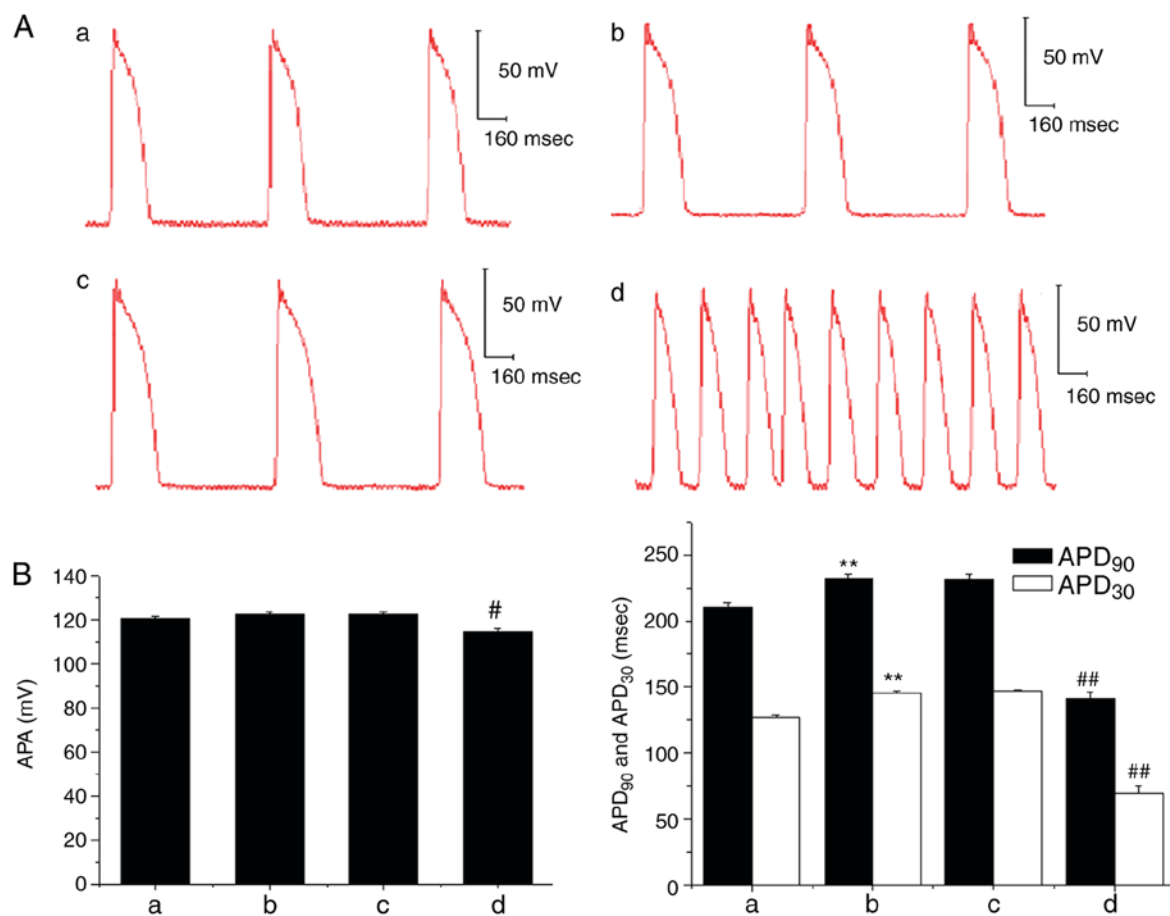 A
a
50 mV
160 msec
b
50 mV
160 msec
c
50 mV
160 msec
d
50 mV
160 msec
B
APA (mV)
140
120
100
80
60
40
20
0
#
a b c d
APD90 and APD30 (msec)
250
200
150
100
50
0
**
**
##
##
APD90
APD30
a b c d